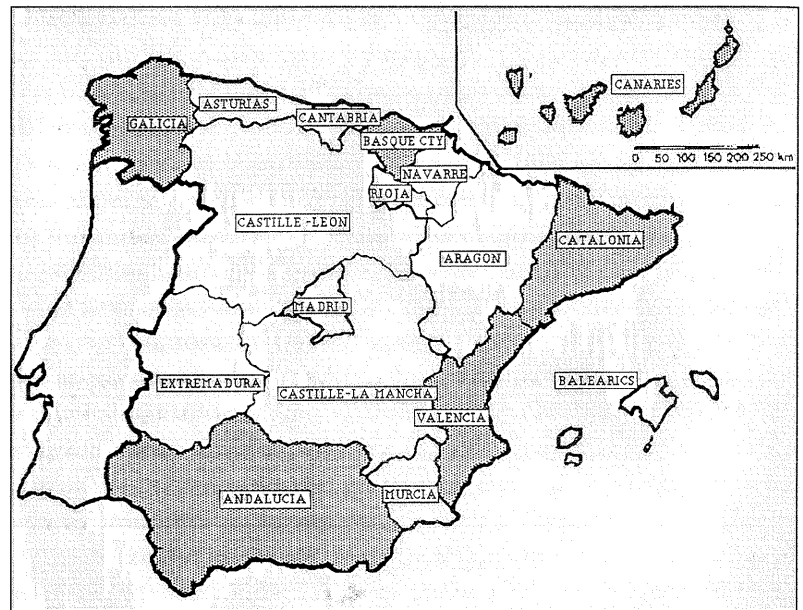 CANARIES
ASTURIAS
GALICIA
CANTABRIA
BASQUE CTY
0 50 100 150 200 250 km
NAVARRE
RIOJA
CASTILLE-LEON
CATALONIA
ARAGON
MADRID
EXTREMADURA
CASTILLE-LA MANCHA
BALEARICS
VALENCIA
ANDALUCIA
MURCIA